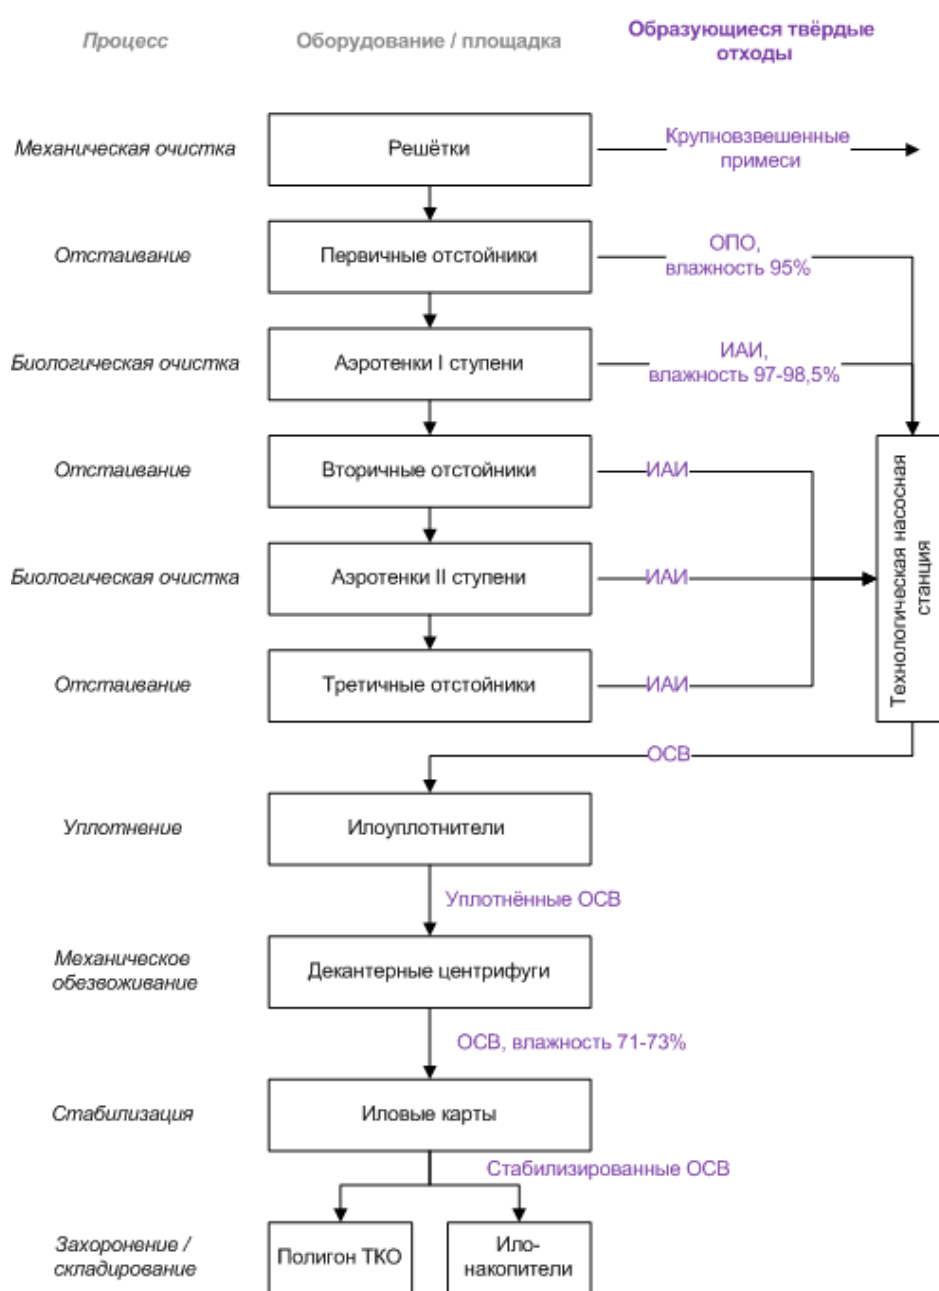 Процесс
Оборудование / площадка
Образующиеся твёрдые
отходы
Механическая очистка
Решётки
Крупновзвешенные
примеси
Отстаивание
Первичные отстойники
ОПО,
влажность 95%
Биологическая очистка
Аэротенки I ступени
ИАИ,
влажность 97-98,5%
Отстаивание
Вторичные отстойники
ИАИ
Биологическая очистка
Аэротенки II ступени
ИАИ
Отстаивание
Третичные отстойники
ИАИ
Технологическая насосная
станция
ОСВ
Уплотнение
Илоуплотнители
Уплотнённые ОСВ
Механическое
обезвоживание
Декантерные центрифуги
ОСВ, влажность 71-73%
Стабилизация
Иловые карты
Стабилизированные ОСВ
Захоронение /
складирование
Полигон ТКО
Ило-
накопители